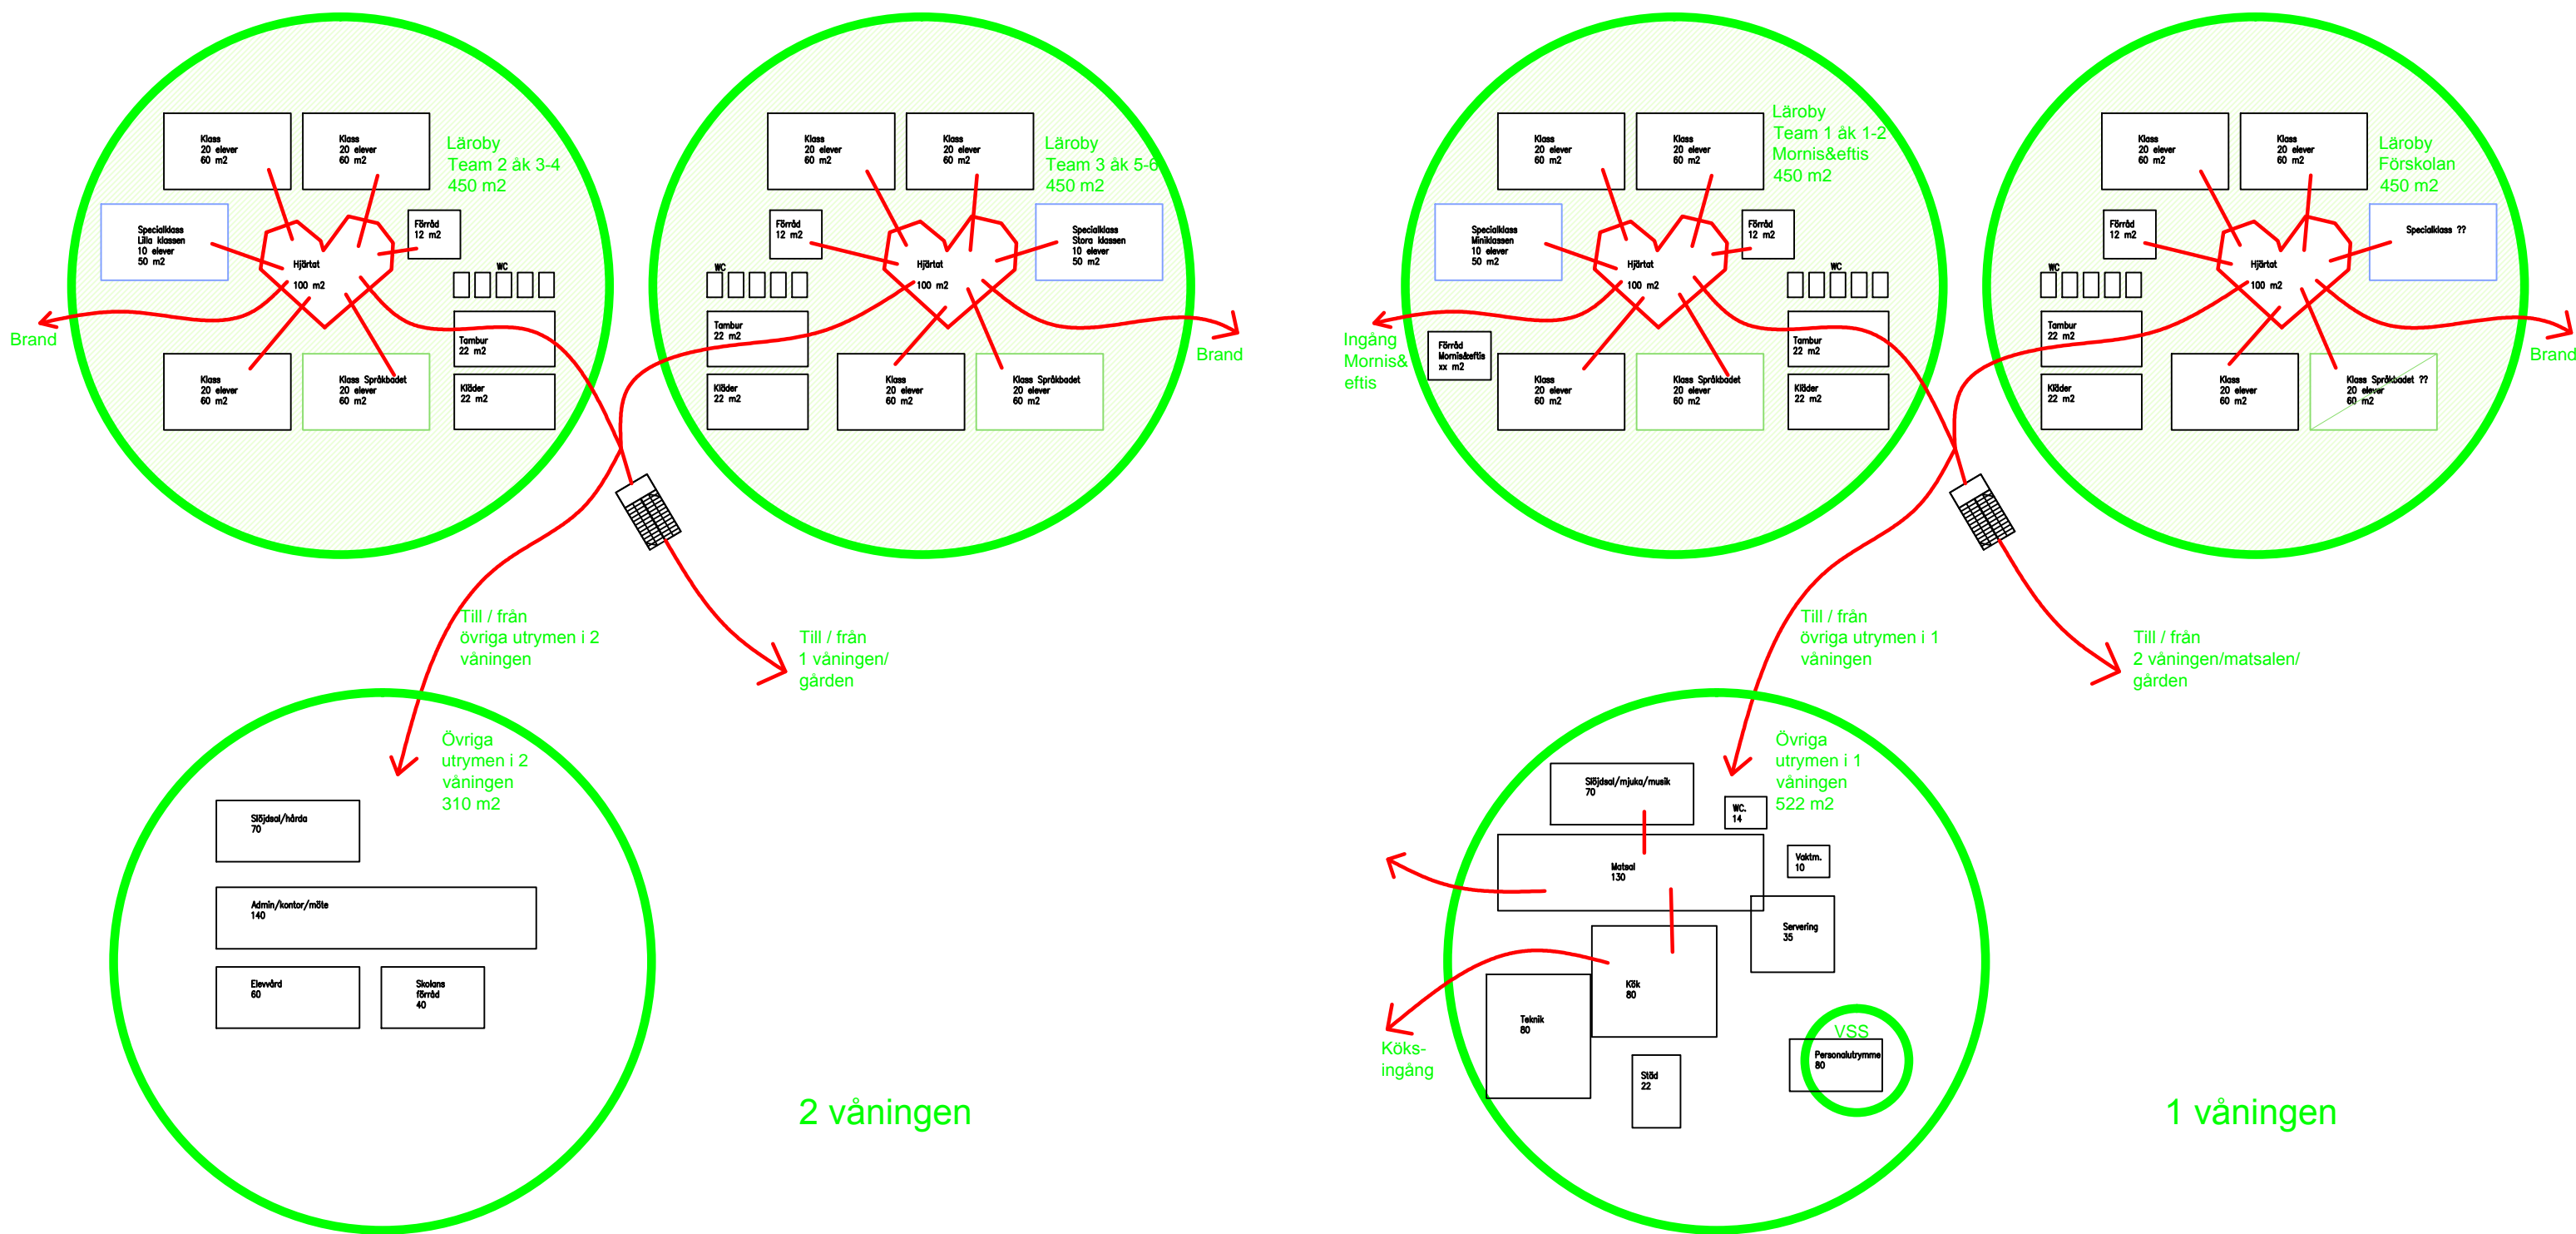 Klass
20 elever
60 m2
Klass
20 elever
60 m2
Läroby
Team 2 åk 3-4
450 m2
Specialklass
Lilla klassen
10 elever
50 m2
Förråd
12 m2
Hjärtat
100 m2
WC
Brand
Tambur
22 m2
Klass
20 elever
60 m2
Klass Språkbadet
20 elever
60 m2
Kläder
22 m2
Klass
20 elever
60 m2
Klass
20 elever
60 m2
Läroby
Team 3 åk 5-6
450 m2
Förråd
12 m2
Specialklass
Stora klassen
10 elever
50 m2
Hjärtat
100 m2
WC
Tambur
22 m2
Brand
Kläder
22 m2
Klass
20 elever
60 m2
Klass Språkbadet
20 elever
60 m2
Till / från
övriga utrymen i 2
våningen
Till / från
1 våningen/
gården
Övriga
utrymen i 2
våningen
310 m2
Slöjdsal/hårda
70
Admin/kontor/möte
140
Elevvård
60
Skolans
förråd
40
2 våningen
Klass
20 elever
60 m2
Klass
20 elever
60 m2
Läroby
Team 1 åk 1-2
Mornis&eftis
450 m2
Specialklass
Miniklassen
10 elever
50 m2
Förråd
12 m2
Hjärtat
100 m2
WC
Ingång
Mornis&
eftis
Förråd
Mornis&eftis
xx m2
Tambur
22 m2
Klass
20 elever
60 m2
Klass Språkbadet
20 elever
60 m2
Kläder
22 m2
Klass
20 elever
60 m2
Klass
20 elever
60 m2
Läroby
Förskolan
450 m2
Förråd
12 m2
Specialklass ??
Hjärtat
100 m2
WC
Tambur
22 m2
Brand
Kläder
22 m2
Klass
20 elever
60 m2
Klass Språkbadet ??
20 elever
60 m2
Till / från
övriga utrymen i 1
våningen
Till / från
2 våningen/matsalen/
gården
Övriga
utrymen i 1
våningen
522 m2
Slöjdsal/mjuka/musik
70
WC.
14
Matsal
130
Vaktm.
10
Servering
35
Kök
80
Teknik
80
Köks-
ingång
Städ
22
VSS
Personalutrymme
80
1 våningen